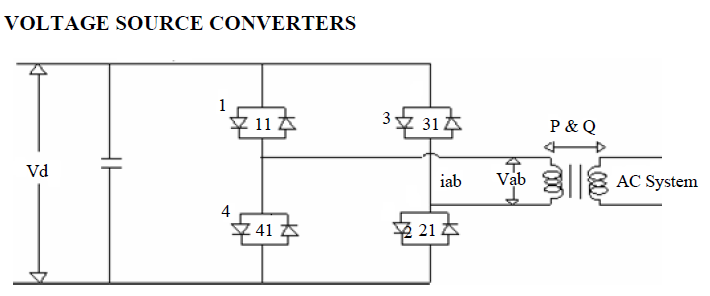 VOLTAGE SOURCE CONVERTERS
1
11
3
31
P & Q
Vd
iab
Vab
AC System
4
41
2
21